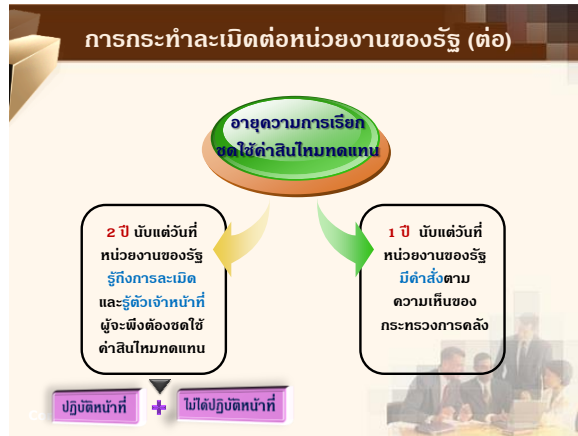 การกระทำละเมิดต่อหน่วยงานของรัฐ (ต่อ)
อายุความการเรียก
ชดใช้ค่าสินไหมทดแทน
2 ปี นับแต่วันที่
หน่วยงานของรัฐ
รู้ถึงการละเมิด
และรู้ตัวเจ้าหน้าที่
ผู้จะพึงต้องชดใช้
ค่าสินไหมทดแทน
1 ปี นับแต่วันที่
หน่วยงานของรัฐ
มีคำสั่งตาม
ความเห็นของ
กระทรวงการคลัง
ปฏิบัติหน้าที่ + ไม่ได้ปฏิบัติหน้าที่